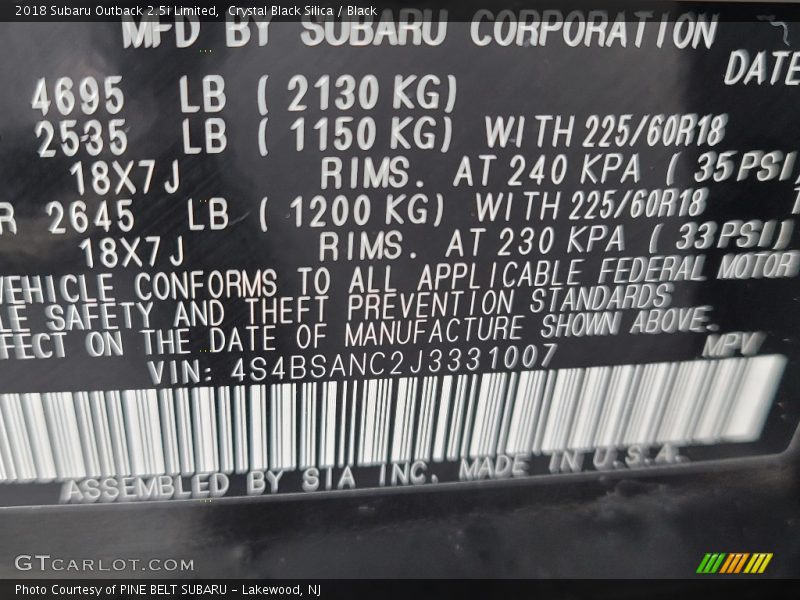 2018 Subaru Outback 2.5i Limited,  Crystal Black Silica / Black
MFD BY SUBARU CORPORATION
DATE
4695 LB ( 2130 KG)
2535 LB ( 1150 KG) WITH 225/60R18
18X7J RIMS. AT 240 KPA ( 35PSI)
R 2645 LB ( 1200 KG) WITH 225/60R18
18X7J RIMS. AT 230 KPA ( 33PSI)
VEHICLE CONFORMS TO ALL APPLICABLE FEDERAL MOTOR
LE SAFETY AND THEFT PREVENTION STANDARDS
FECT ON THE DATE OF MANUFACTURE SHOWN ABOVE.
VIN: 4S4BSANC2J3331007 MPV
ASSEMBLED BY SIA INC. MADE IN U.S.A.
GTCARLOT.COM
Photo Courtesy of PINE BELT SUBARU – Lakewood, NJ